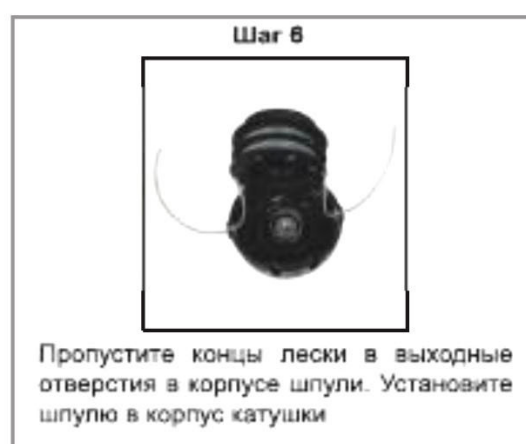 Шаг 6
Пропустите концы лески в выходные
отверстия в корпусе шпули. Установите
шпулю в корпус катушки